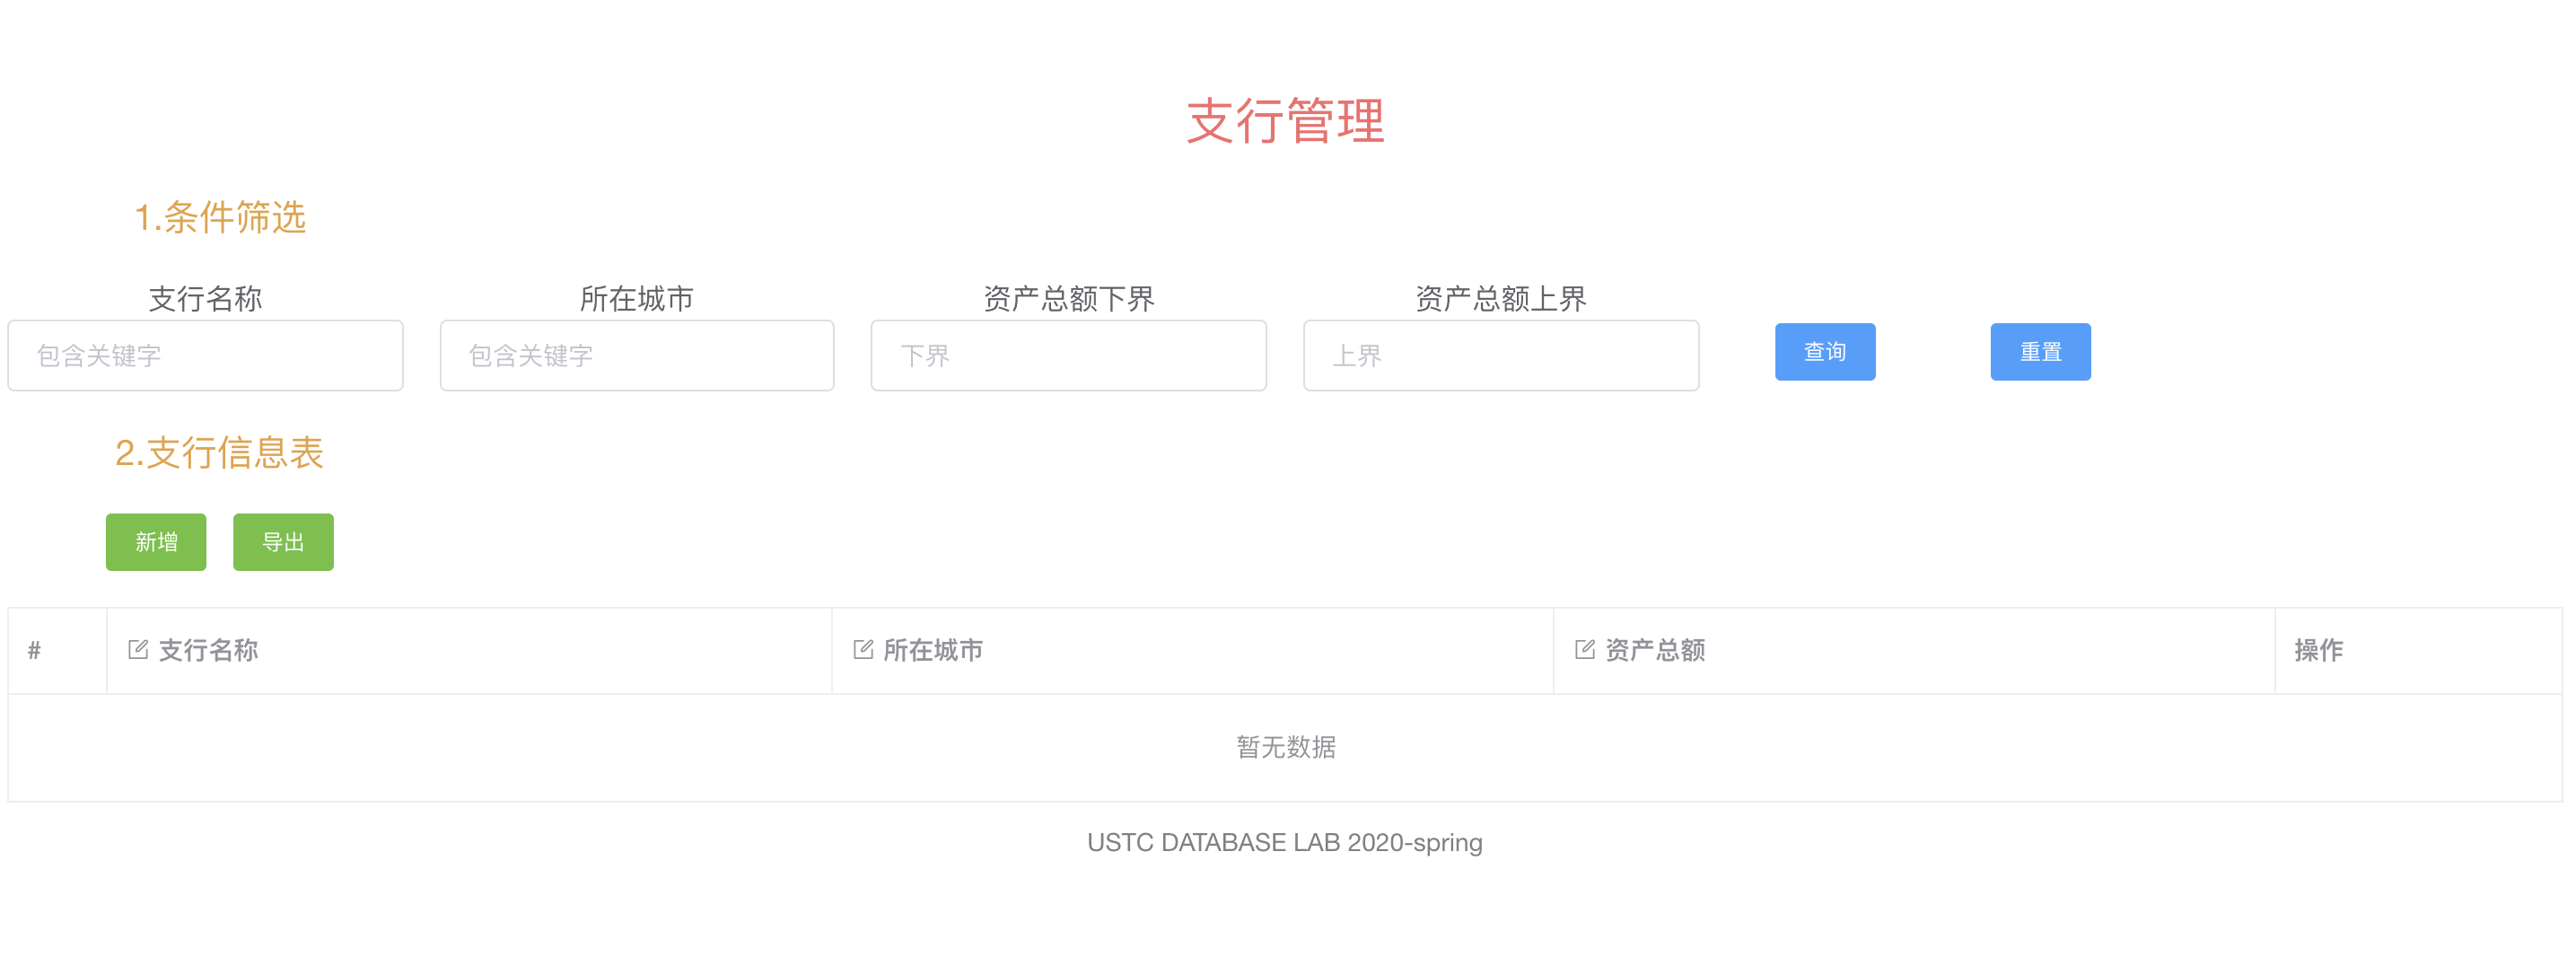 支行管理
1.条件筛选
支行名称 所在城市 资产总额下界 资产总额上界
包含关键字 包含关键字 下界 上界 查询 重置
2.支行信息表
新增 导出
# 支行名称 所在城市 资产总额 操作
暂无数据
USTC DATABASE LAB 2020-spring